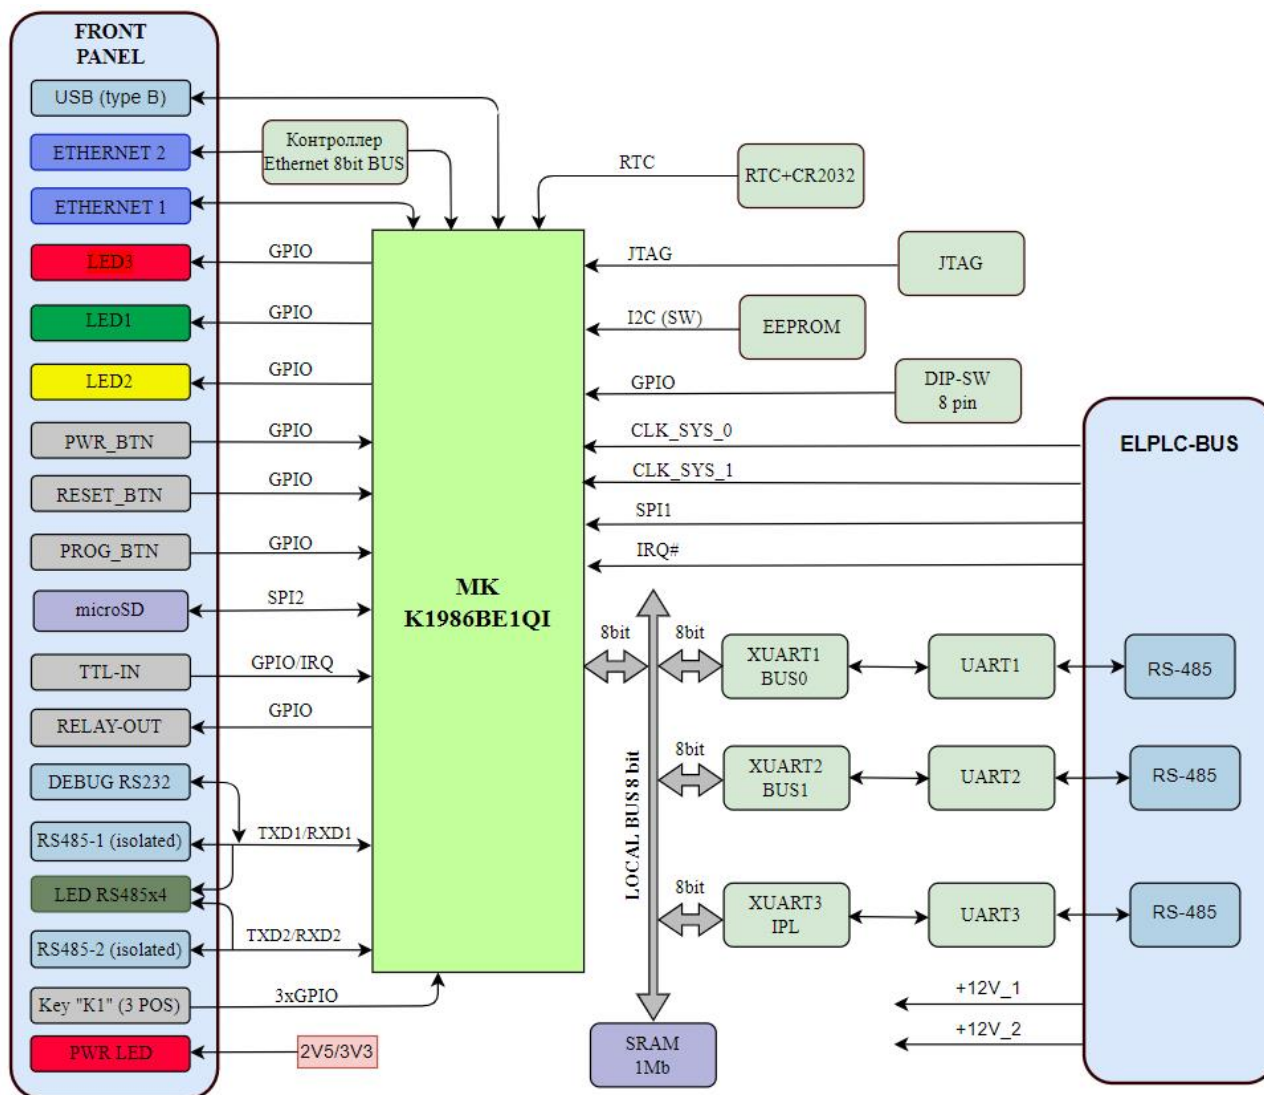 FRONT
PANEL
USB (type B)
ETHERNET 2
ETHERNET 1
LED3
LED1
LED2
PWR_BTN
RESET_BTN
PROG_BTN
microSD
TTL-IN
RELAY-OUT
DEBUG RS232
RS485-1 (isolated)
LED RS485x4
RS485-2 (isolated)
Key "K1" (3 POS)
PWR LED
Контроллер
Ethernet 8bit BUS
GPIO
GPIO
GPIO
GPIO
GPIO
GPIO
SPI2
GPIO/IRQ
GPIO
TXD1/RXD1
TXD2/RXD2
3xGPIO
2V5/3V3
MK
K1986BE1QI
RTC
RTC+CR2032
JTAG
JTAG
I2C (SW)
EEPROM
GPIO
DIP-SW
8 pin
CLK_SYS_0
CLK_SYS_1
SPI1
IRQ#
ELPLC-BUS
8bit
LOCAL BUS 8 bit
8bit
XUART1
BUS0
UART1
RS-485
8bit
XUART2
BUS1
UART2
RS-485
8bit
XUART3
IPL
UART3
RS-485
+12V_1
+12V_2
SRAM
1Mb